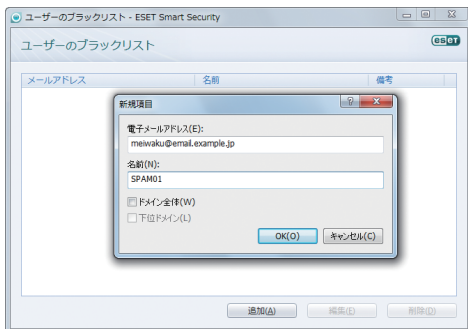 ユーザーのブラックリスト - ESET Smart Security
ユーザーのブラックリスト
eset
メールアドレス 名前 備考
新規項目
電子メールアドレス(E):
meiwaku@email.example.jp
名前(N):
SPAM01
ドメイン全体(W)
下位ドメイン(L)
OK(O) キャンセル(C)
追加(A) 編集(E) 削除(D)